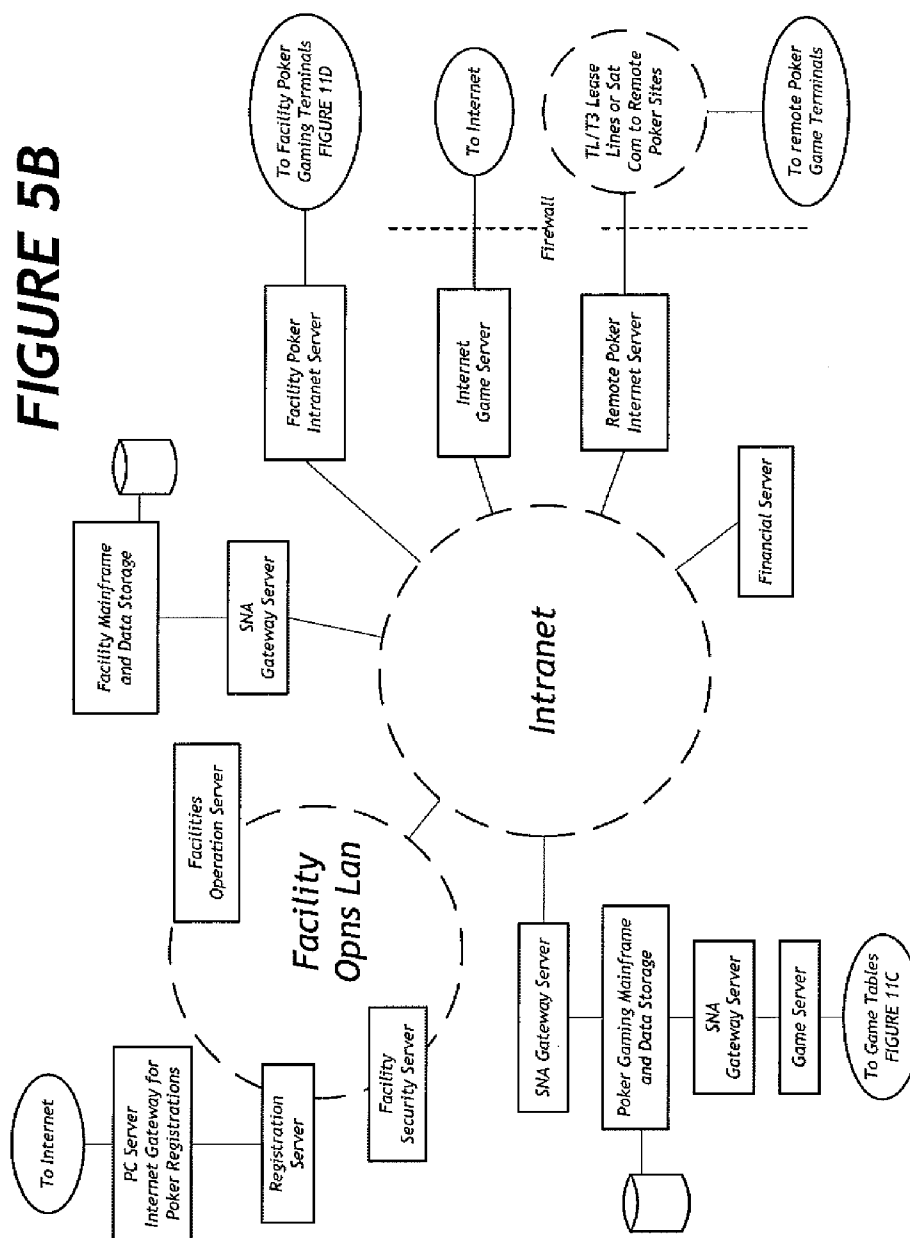 FIGURE 5B
To Internet
PC Server
Internet Gateway for
Poker Registrations
Registration
Server
Facility
Security Server
Facilities
Operation Server
Facility
Opns Lan
Facility Mainframe
and Data Storage
SNA
Gateway Server
Facility Poker
Intranet Server
To Facility Poker
Gaming Terminals
FIGURE 11D
Internet
Game Server
To Internet
Firewall
Remote Poker
Internet Server
TL/T3 Lease
Lines or Sat
Com to Remote
Poker Sites
To remote Poker
Game Terminals
Intranet
Financial Server
SNA Gateway Server
Poker Gaming Mainframe
and Data Storage
SNA
Gateway Server
Game Server
To Game Tables
FIGURE 11C